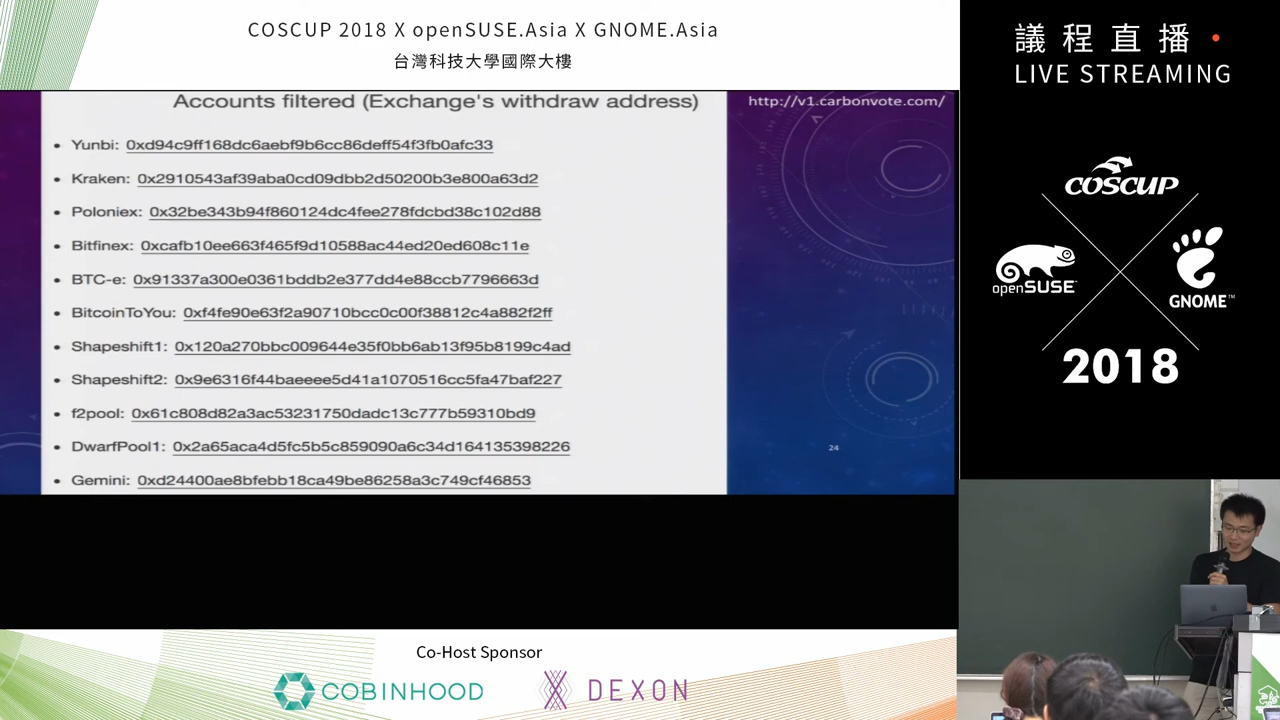 COSCUP 2018 X openSUSE.Asia X GNOME.Asia
台灣科技大學國際大樓
Accounts filtered (Exchange's withdraw address)
http://v1.carbonvote.com/
• Yunbi: 0xd94c9ff168dc6aebf9b6cc86deff54f3fb0afc33
• Kraken: 0x2910543af39aba0cd09dbb2d50200b3e800a63d2
• Poloniex: 0x32be343b94f860124dc4fee278fdcbd38c102d88
• Bitfinex: 0xcafb10ee663f465f9d10588ac44ed20ed608c11e
• BTC-e: 0x91337a300e0361bddb2e377dd4e88ccb7796663d
• BitcoinToYou: 0xf4fe90e63f2a90710bcc0c00f38812c4a882f2ff
• Shapeshift1: 0x120a270bbc009644e35f0bb6ab13f95b8199c4ad
• Shapeshift2: 0x9e6316f44baeeee5d41a1070516cc5fa47baf227
• f2pool: 0x61c808d82a3ac53231750dadc13c777b59310bd9
• DwarfPool1: 0x2a65aca4d5fc5b5c859090a6c34d164135398226
• Gemini: 0xd24400ae8bfebb18ca49be86258a3c749cf46853
24
Co-Host Sponsor
COBINHOOD
DEXON
議程直播
LIVE STREAMING
COSCUP
openSUSE
GNOME™
2018